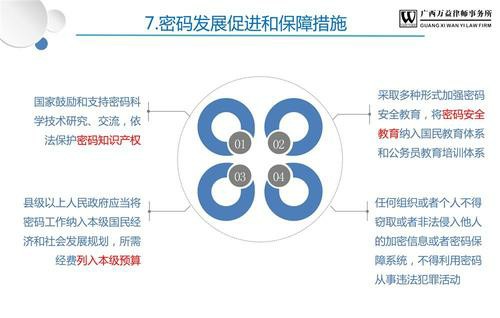 7.密码发展促进和保障措施
广西万益律师事务所
GUANGXI WAN YI LAW FIRM
国家鼓励和支持密码科
学技术研究、交流，依
法保护密码知识产权
采取多种形式加强密码
安全教育，将密码安全
教育纳入国民教育体系
和公务员教育培训体系
01
02
03
04
县级以上人民政府应当将
密码工作纳入本级国民经
济和社会发展规划，所需
经费列入本级预算
任何组织或者个人不得
窃取或者非法侵入他人
的加密信息或者密码保
障系统，不得利用密码
从事违法犯罪活动